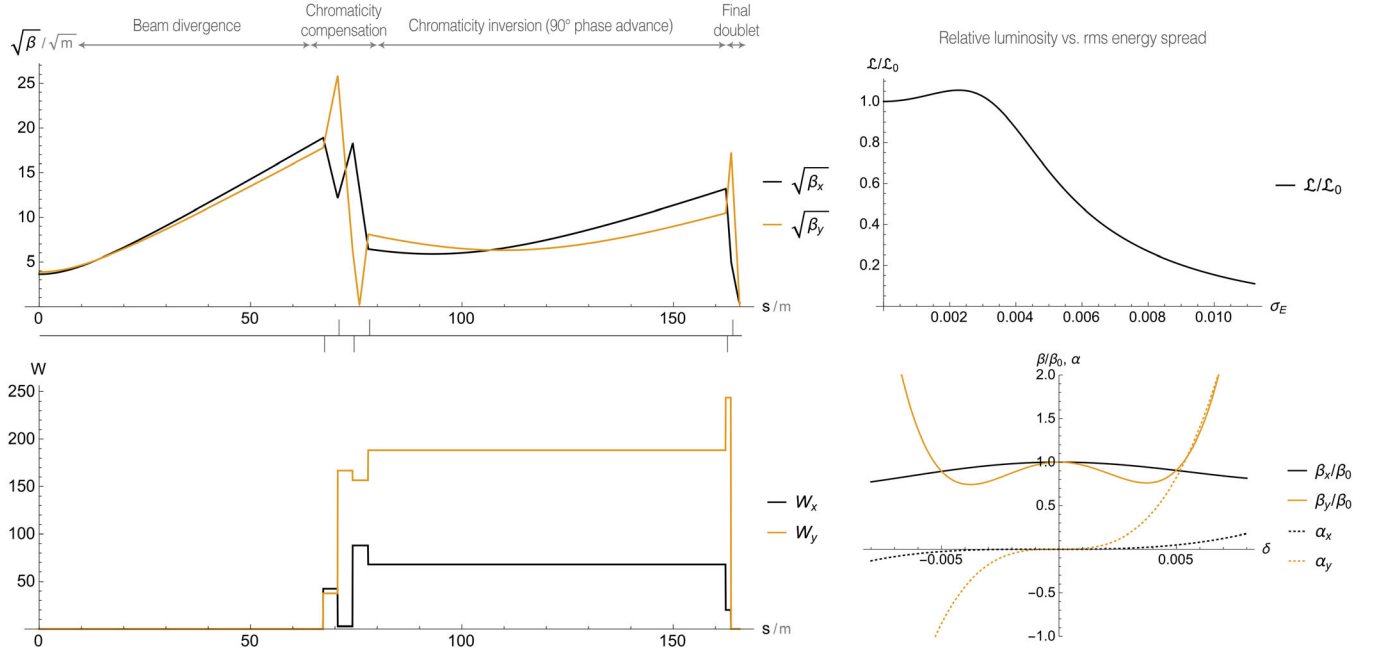 Beam divergence
Chromaticity
compensation
Chromaticity inversion (90° phase advance)
Final
doublet
√β / √m
25
20
15
10
5
0
50
100
150
s / m
√βx
√βy
W
250
200
150
100
50
0
50
100
150
s / m
Wx
Wy
Relative luminosity vs. rms energy spread
ℒ/ℒ0
1.0
0.8
0.6
0.4
0.2
0.002
0.004
0.006
0.008
0.010
σE
ℒ/ℒ0
β/β0, α
2.0
1.5
1.0
0.5
-0.5
-1.0
-0.005
0.005
δ
βx/β0
βy/β0
αx
αy